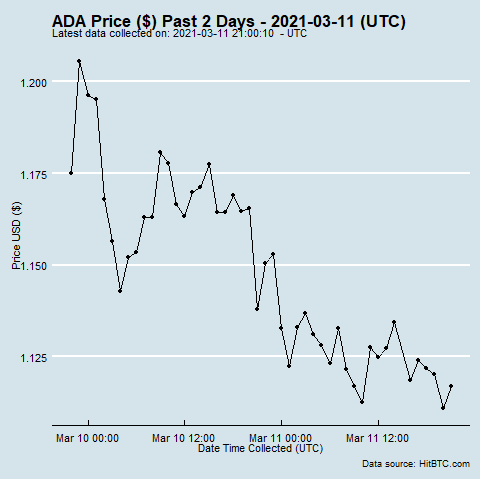 ADA Price ($) Past 2 Days - 2021-03-11 (UTC)
Latest data collected on: 2021-03-11 21:00:10 - UTC
1.200
1.175
1.150
1.125
Price USD ($)
Mar 10 00:00 Mar 10 12:00 Mar 11 00:00 Mar 11 12:00
Date Time Collected (UTC)
Data source: HitBTC.com